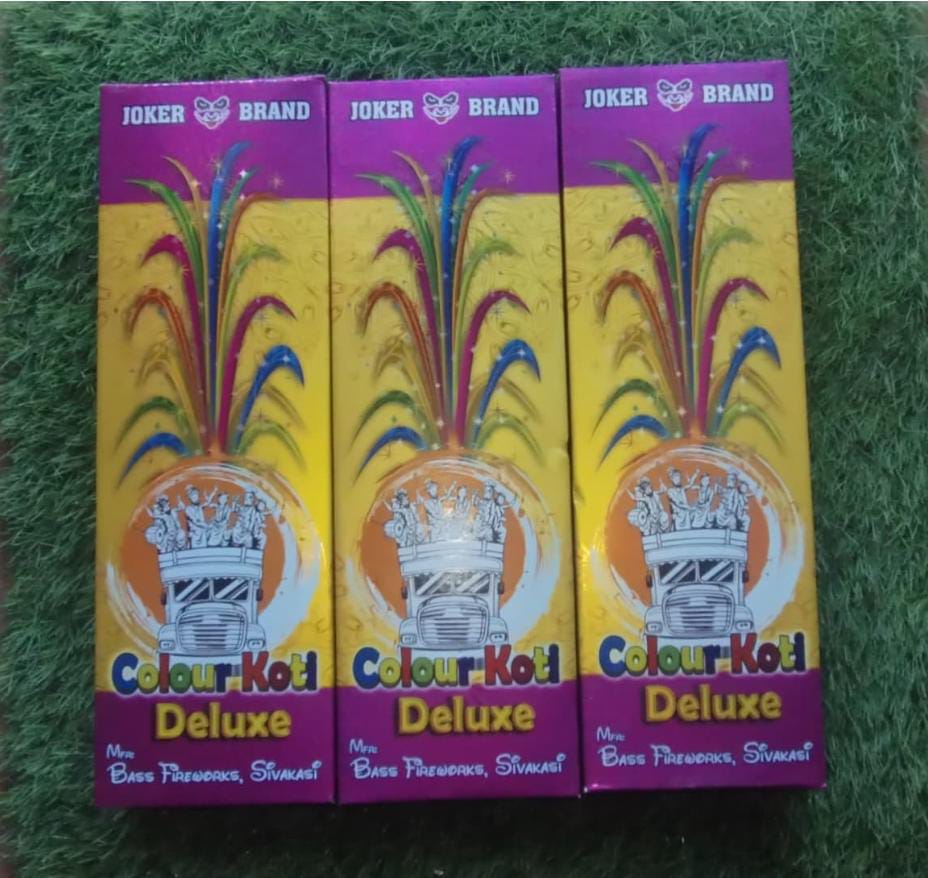 JOKER BRAND
Colour Koti
Deluxe
Mfr:
Bass Fireworks, Sivakasi
JOKER BRAND
Colour Koti
Deluxe
Mfr:
Bass Fireworks, Sivakasi
JOKER BRAND
Colour Koti
Deluxe
Mfr:
Bass Fireworks, Sivakasi